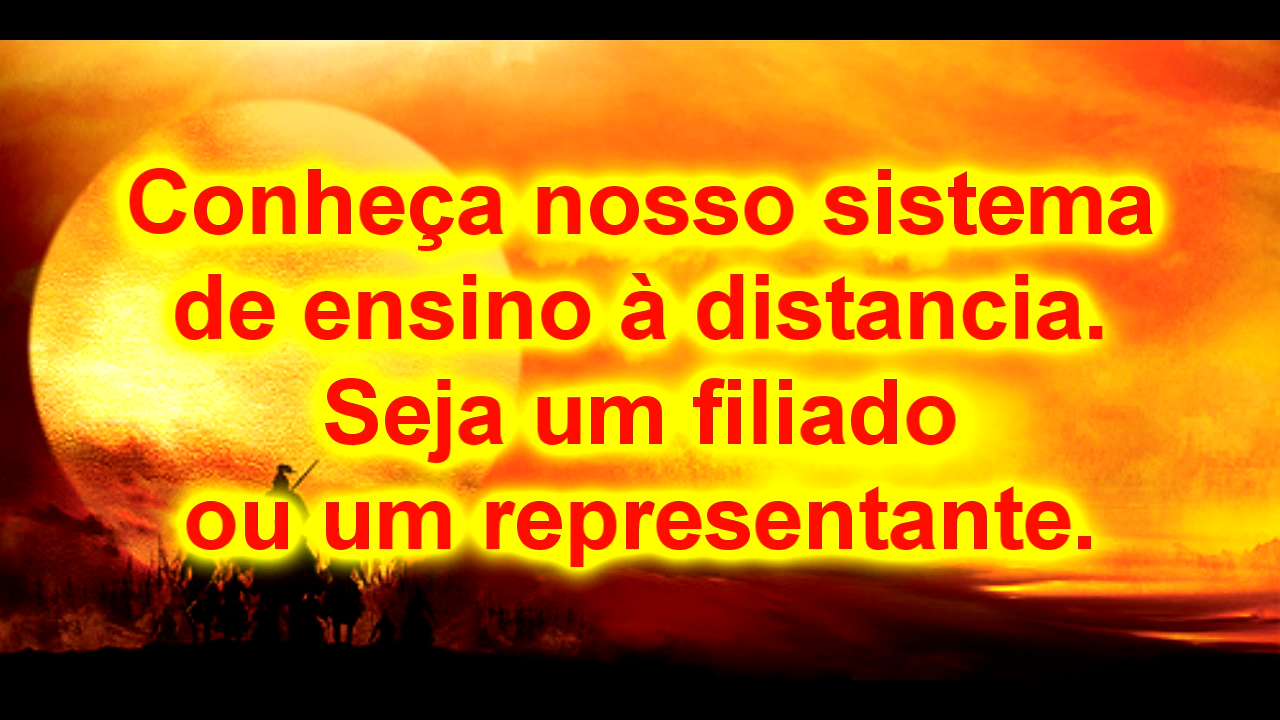 Conheça nosso sistema
de ensino à distancia.
Seja um filiado
ou um representante.